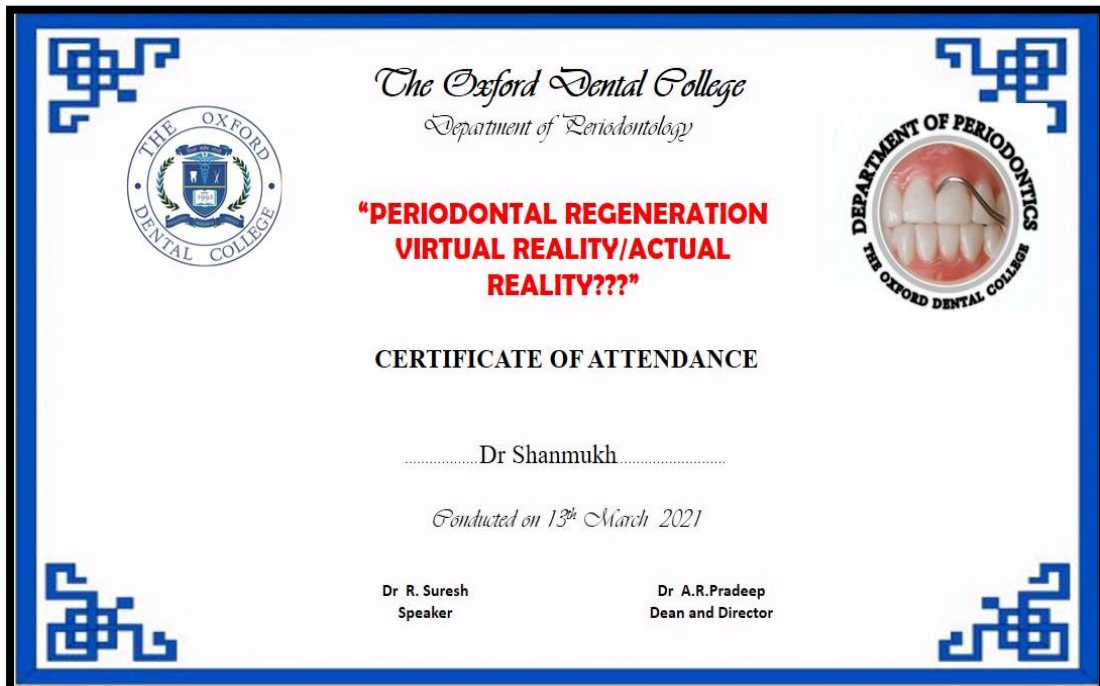 The Oxford Dental College
Department of Periodontology
THE OXFORD DENTAL COLLEGE
1992
DEPARTMENT OF PERIODONTICS
THE OXFORD DENTAL COLLEGE
“PERIODONTAL REGENERATION
VIRTUAL REALITY/ACTUAL
REALITY???”
CERTIFICATE OF ATTENDANCE
..................Dr Shanmukh...........................
Conducted on 13th March 2021
Dr R. Suresh Dr A.R.Pradeep
Speaker Dean and Director